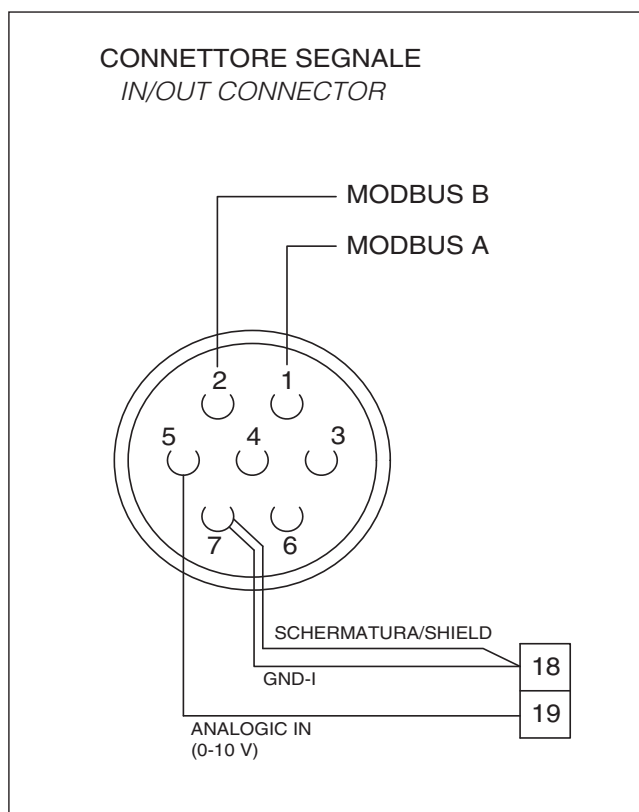 CONNETTORE SEGNALE
IN/OUT CONNECTOR
MODBUS B
MODBUS A
2 1
5 4 3
7 6
SCHERMATURA/SHIELD
18
GND-I
19
ANALOGIC IN
(0-10 V)